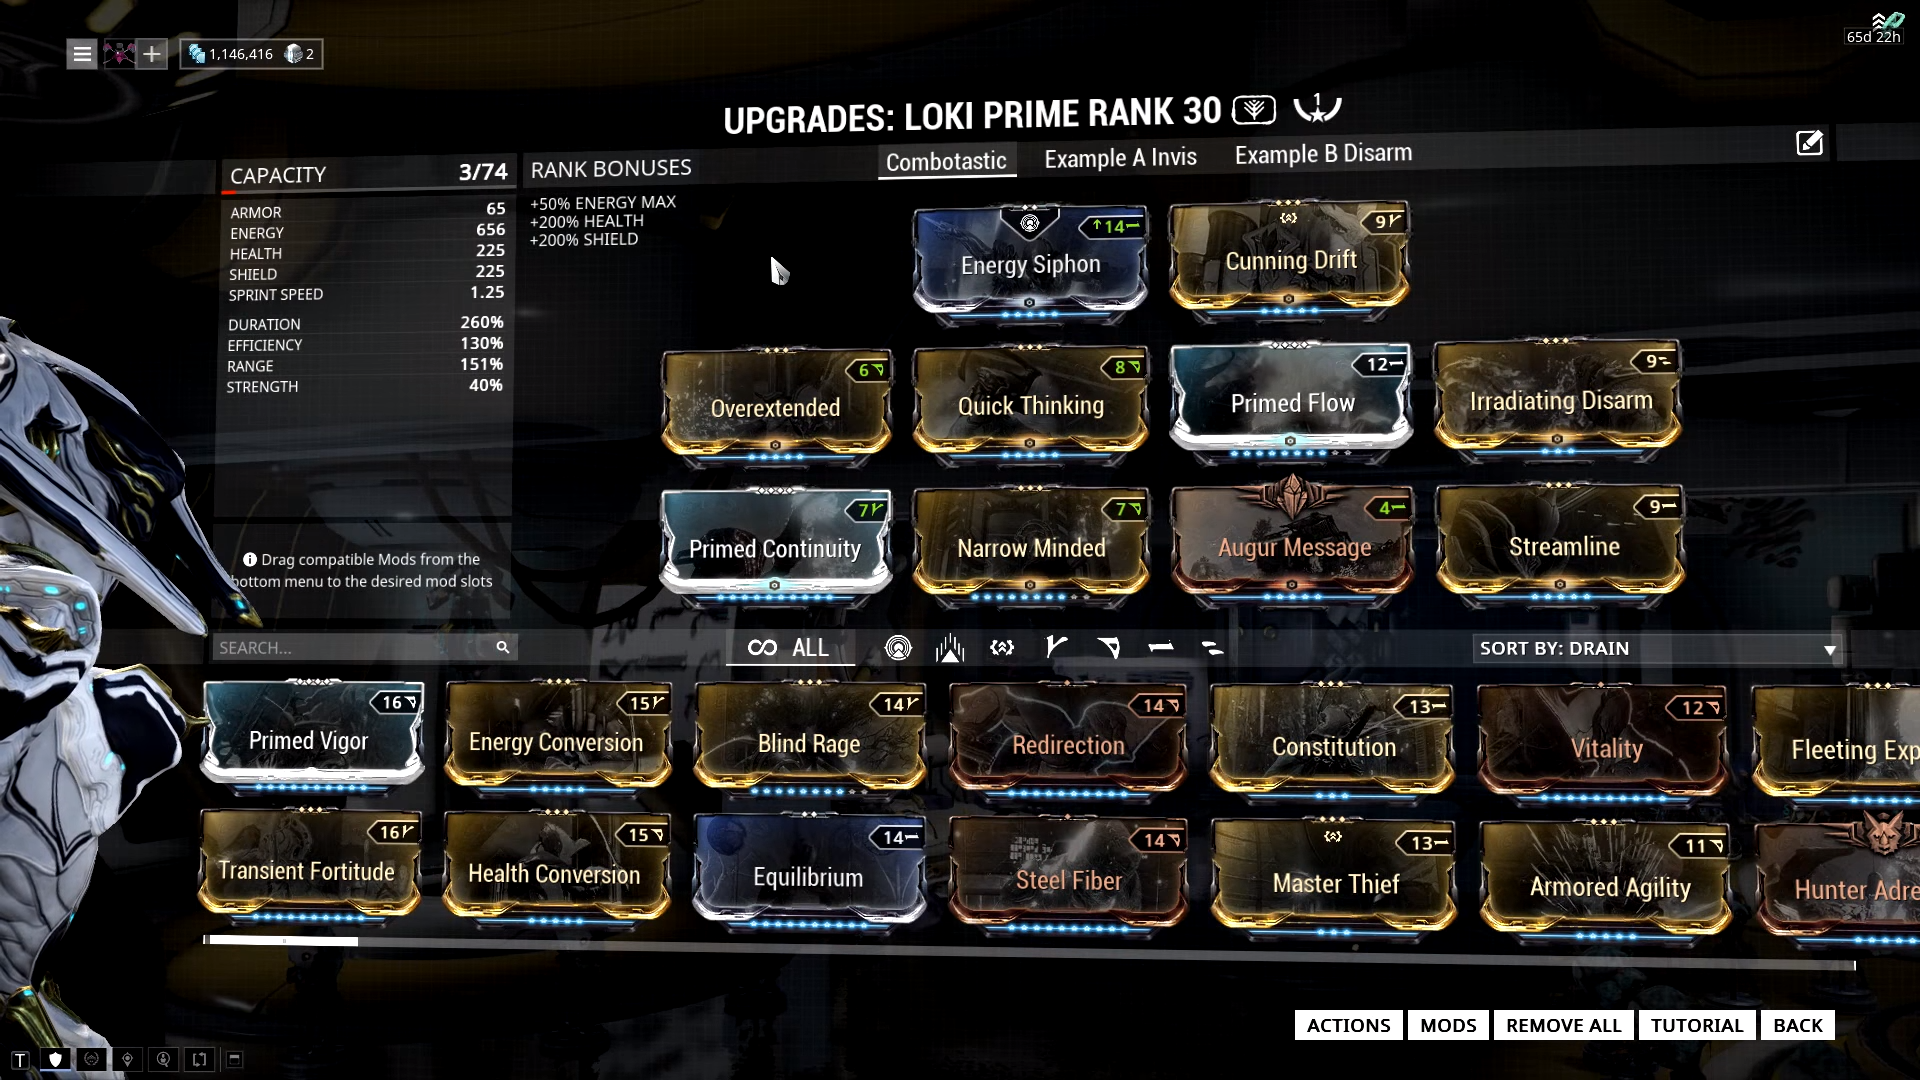 65d 22h
1,146,416 2
UPGRADES: LOKI PRIME RANK 30 1
Combotastic Example A Invis Example B Disarm
CAPACITY 3/74
ARMOR 65
ENERGY 656
HEALTH 225
SHIELD 225
SPRINT SPEED 1.25
DURATION 260%
EFFICIENCY 130%
RANGE 151%
STRENGTH 40%
RANK BONUSES
+50% ENERGY MAX
+200% HEALTH
+200% SHIELD
14
Energy Siphon
9
Cunning Drift
6
Overextended
8
Quick Thinking
12
Primed Flow
9
Irradiating Disarm
7
Primed Continuity
7
Narrow Minded
4
Augur Message
9
Streamline
Drag compatible Mods from the
bottom menu to the desired mod slots
SEARCH...
ALL
SORT BY: DRAIN
16
Primed Vigor
15
Energy Conversion
14
Blind Rage
14
Redirection
13
Constitution
12
Vitality
Fleeting Exp
16
Transient Fortitude
15
Health Conversion
14
Equilibrium
14
Steel Fiber
13
Master Thief
11
Armored Agility
Hunter Adre
ACTIONS MODS REMOVE ALL TUTORIAL BACK
T